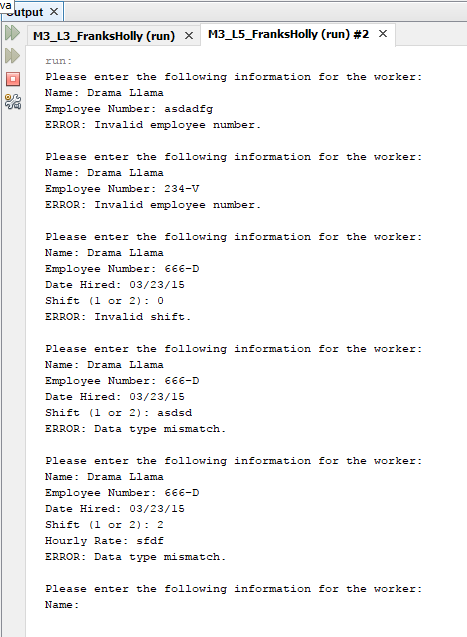 va
Output ×
M3_L3_FranksHolly (run) × M3_L5_FranksHolly (run) #2 ×
run:
Please enter the following information for the worker:
Name: Drama Llama
Employee Number: asdadfg
ERROR: Invalid employee number.
Please enter the following information for the worker:
Name: Drama Llama
Employee Number: 234-V
ERROR: Invalid employee number.
Please enter the following information for the worker:
Name: Drama Llama
Employee Number: 666-D
Date Hired: 03/23/15
Shift (1 or 2): 0
ERROR: Invalid shift.
Please enter the following information for the worker:
Name: Drama Llama
Employee Number: 666-D
Date Hired: 03/23/15
Shift (1 or 2): asdsd
ERROR: Data type mismatch.
Please enter the following information for the worker:
Name: Drama Llama
Employee Number: 666-D
Date Hired: 03/23/15
Shift (1 or 2): 2
Hourly Rate: sfdf
ERROR: Data type mismatch.
Please enter the following information for the worker:
Name: